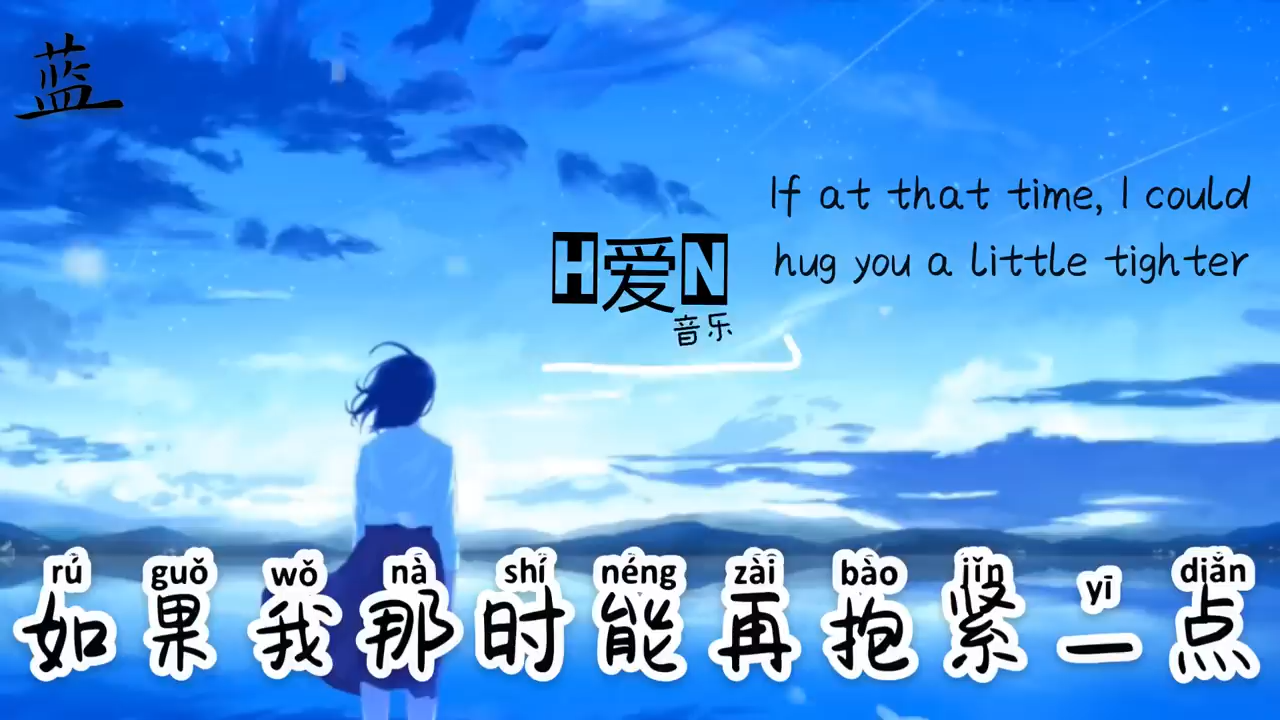 蓝
If at that time, I could
hug you a little tighter
H爱N
音乐
rú guǒ wǒ nà shí néng zài bào jǐn yī diǎn
如果我那时能再抱紧一点